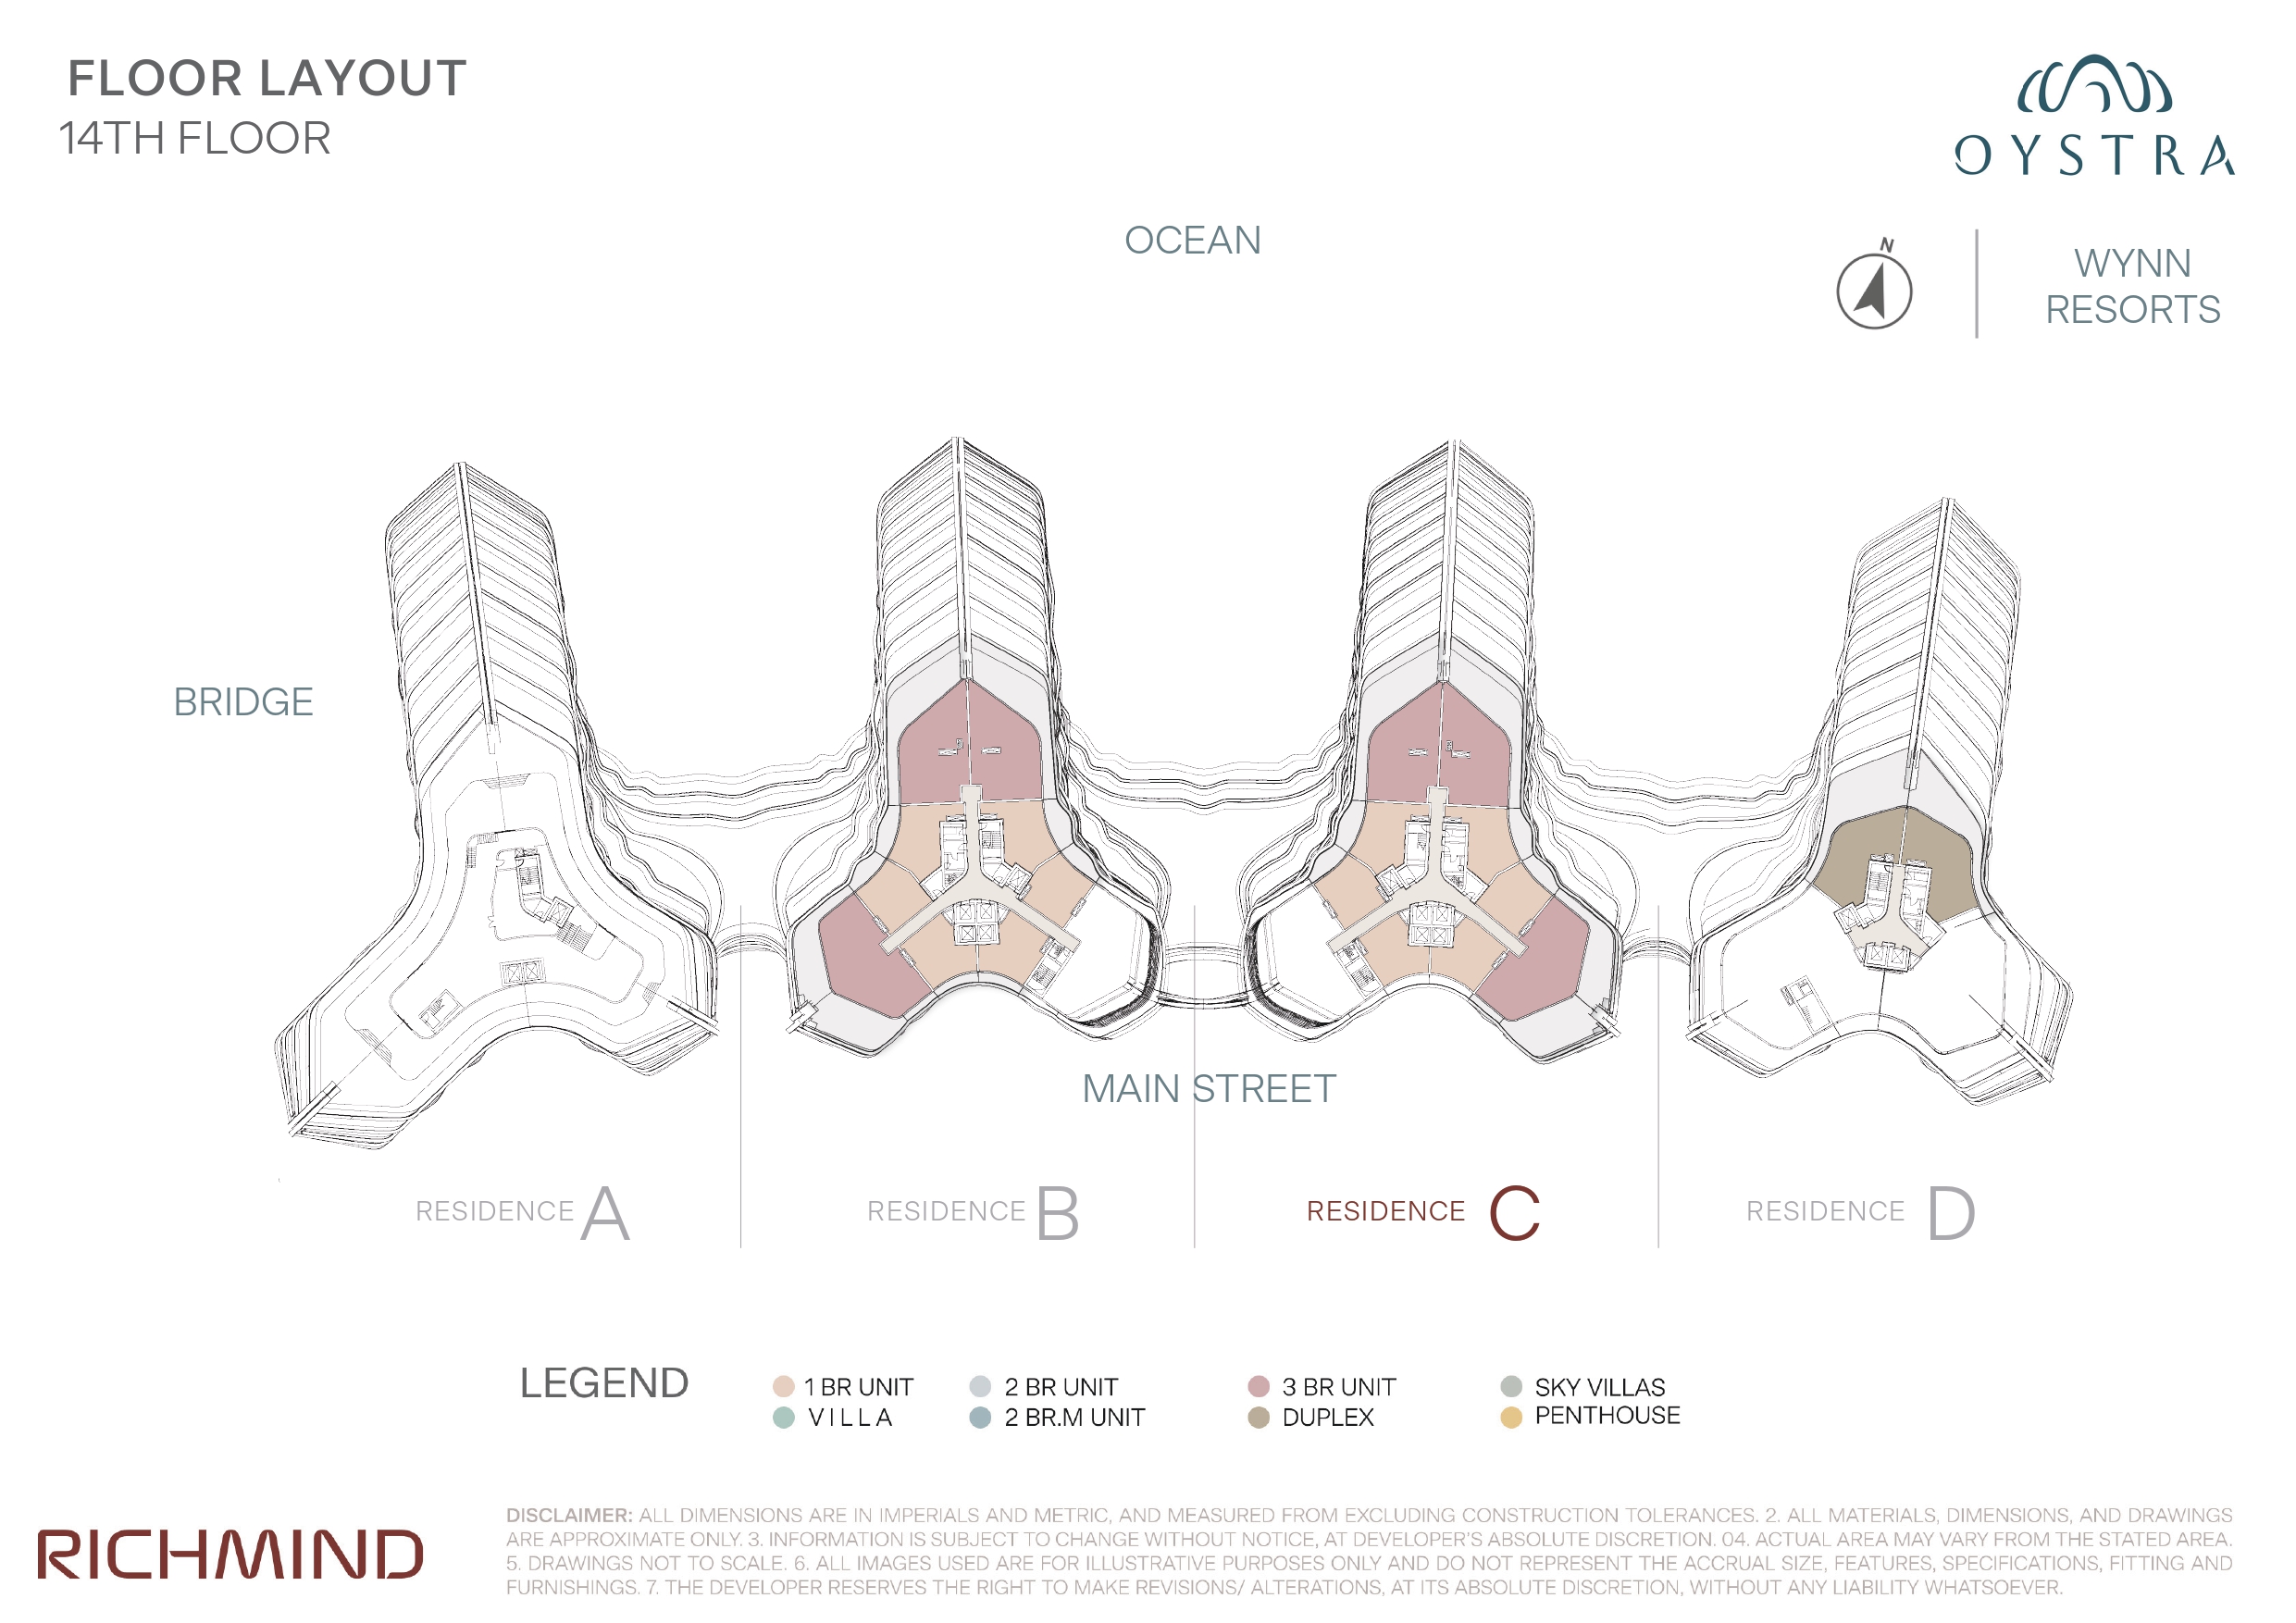 FLOOR LAYOUT
14TH FLOOR
OYSTRA
OCEAN
N
WYNN
RESORTS
BRIDGE
MAIN STREET
RESIDENCE A
RESIDENCE B
RESIDENCE C
RESIDENCE D
LEGEND
1 BR UNIT
2 BR UNIT
3 BR UNIT
SKY VILLAS
VILLA
2 BR.M UNIT
DUPLEX
PENTHOUSE
RICHMIND
DISCLAIMER: ALL DIMENSIONS ARE IN IMPERIALS AND METRIC, AND MEASURED FROM EXCLUDING CONSTRUCTION TOLERANCES. 2. ALL MATERIALS, DIMENSIONS, AND DRAWINGS
ARE APPROXIMATE ONLY. 3. INFORMATION IS SUBJECT TO CHANGE WITHOUT NOTICE, AT DEVELOPER'S ABSOLUTE DISCRETION. 04. ACTUAL AREA MAY VARY FROM THE STATED AREA.
5. DRAWINGS NOT TO SCALE. 6. ALL IMAGES USED ARE FOR ILLUSTRATIVE PURPOSES ONLY AND DO NOT REPRESENT THE ACCRUAL SIZE, FEATURES, SPECIFICATIONS, FITTING AND
FURNISHINGS. 7. THE DEVELOPER RESERVES THE RIGHT TO MAKE REVISIONS/ ALTERATIONS, AT ITS ABSOLUTE DISCRETION, WITHOUT ANY LIABILITY WHATSOEVER.